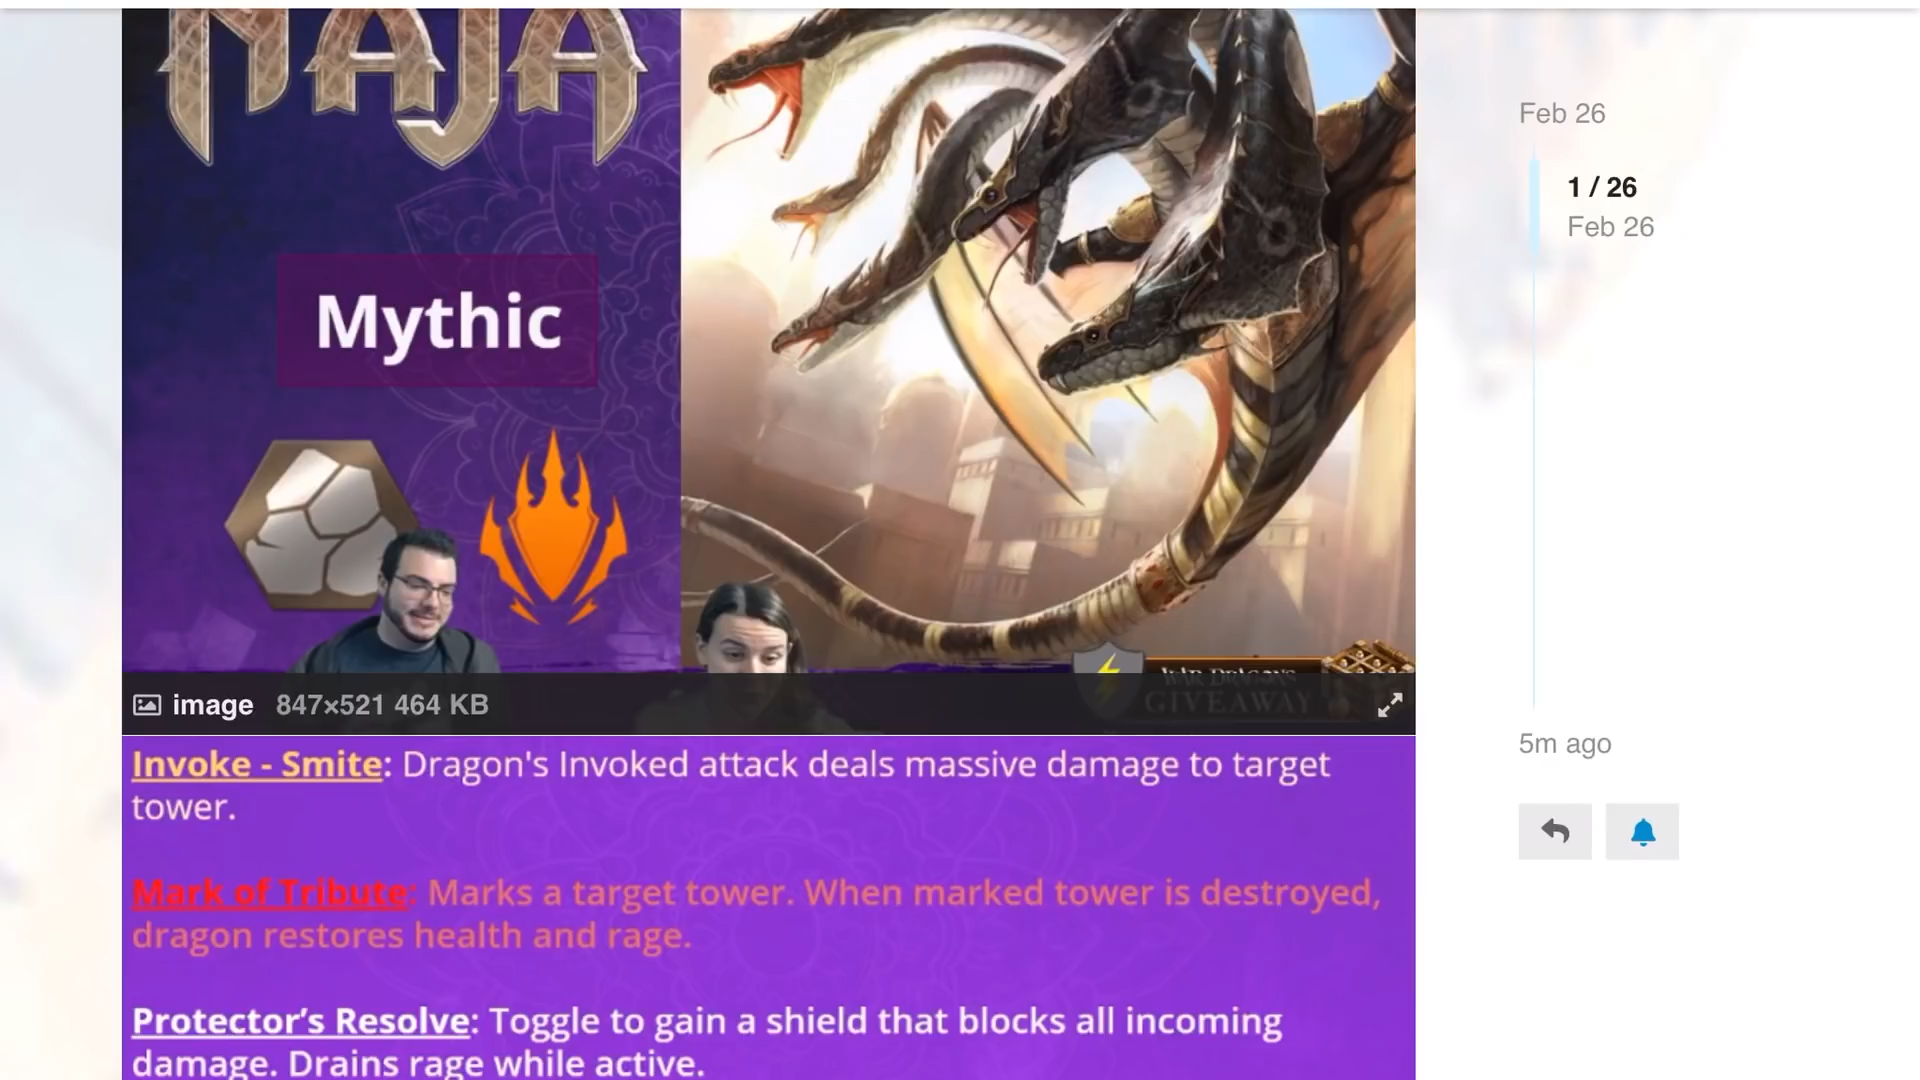 NAJA
Mythic
WAR DRAGONS
GIVEAWAY
image 847×521 464 KB
Invoke - Smite: Dragon's Invoked attack deals massive damage to target
tower.
Mark of Tribute: Marks a target tower. When marked tower is destroyed,
dragon restores health and rage.
Protector’s Resolve: Toggle to gain a shield that blocks all incoming
damage. Drains rage while active.
Feb 26
1 / 26
Feb 26
5m ago